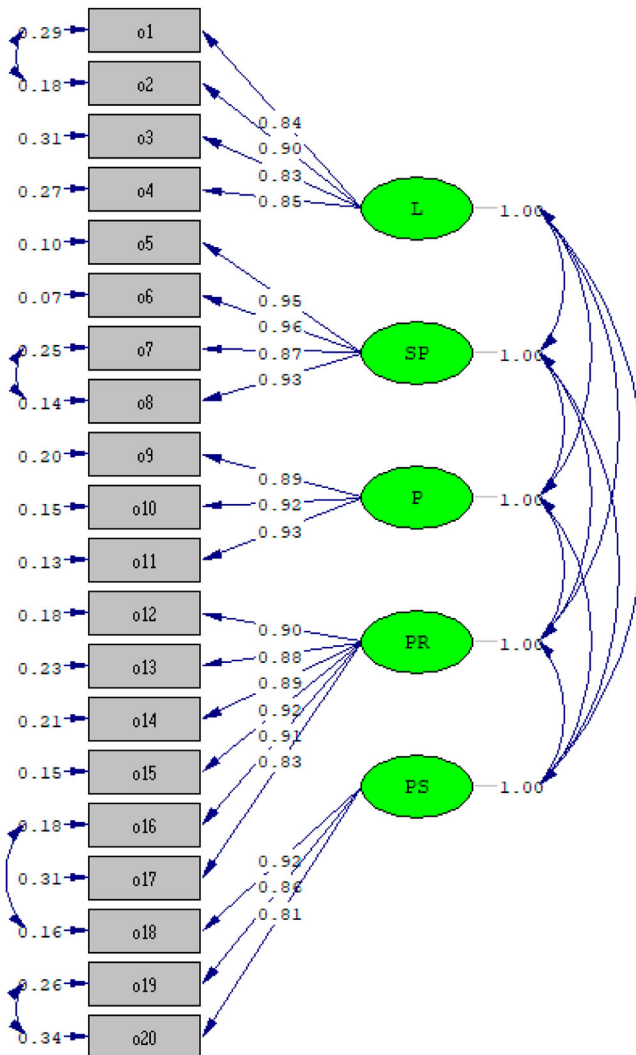 0.29 o1
0.18 o2
0.31 o3
0.27 o4
0.10 o5
0.07 o6
0.25 o7
0.14 o8
0.20 o9
0.15 o10
0.13 o11
0.18 o12
0.23 o13
0.21 o14
0.15 o15
0.18 o16
0.31 o17
0.16 o18
0.26 o19
0.34 o20
0.84
0.90
0.83
0.85
0.95
0.96
0.87
0.93
0.89
0.92
0.93
0.90
0.88
0.89
0.92
0.91
0.83
0.92
0.86
0.81
L 1.00
SP 1.00
P 1.00
PR 1.00
PS 1.00